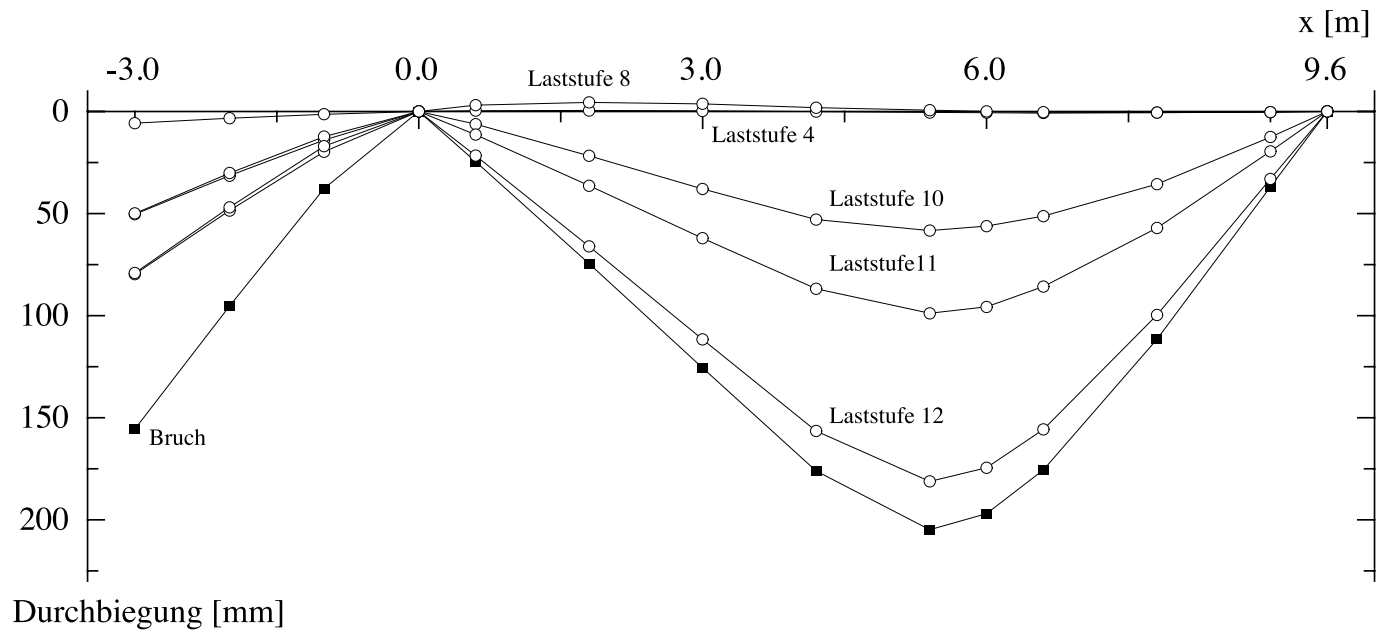 x [m]
-3.0 0.0 3.0 6.0 9.6
Laststufe 8
0
Laststufe 4
Laststufe 10
50
Laststufe11
100
Laststufe 12
150
Bruch
200
Durchbiegung [mm]